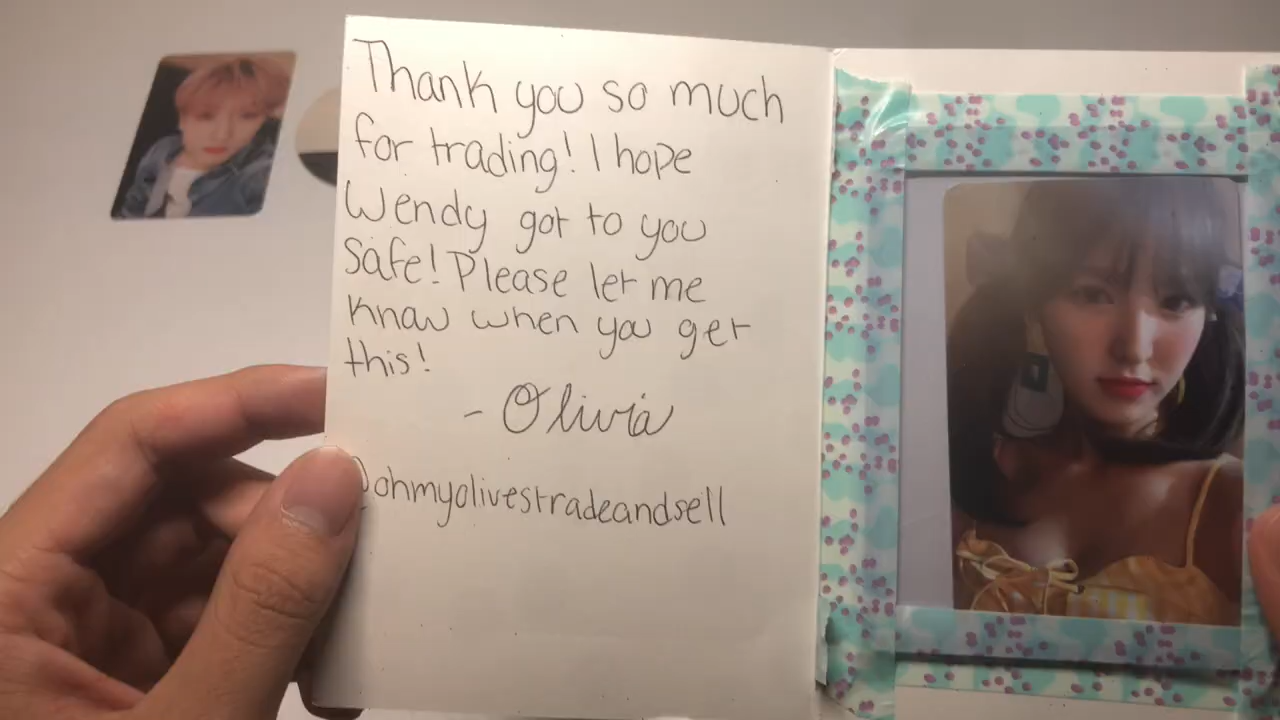 Thank you so much
for trading! I hope
Wendy got to you
safe! Please let me
know when you get
this!
- Olivia
@ohmyolivestradeandsell